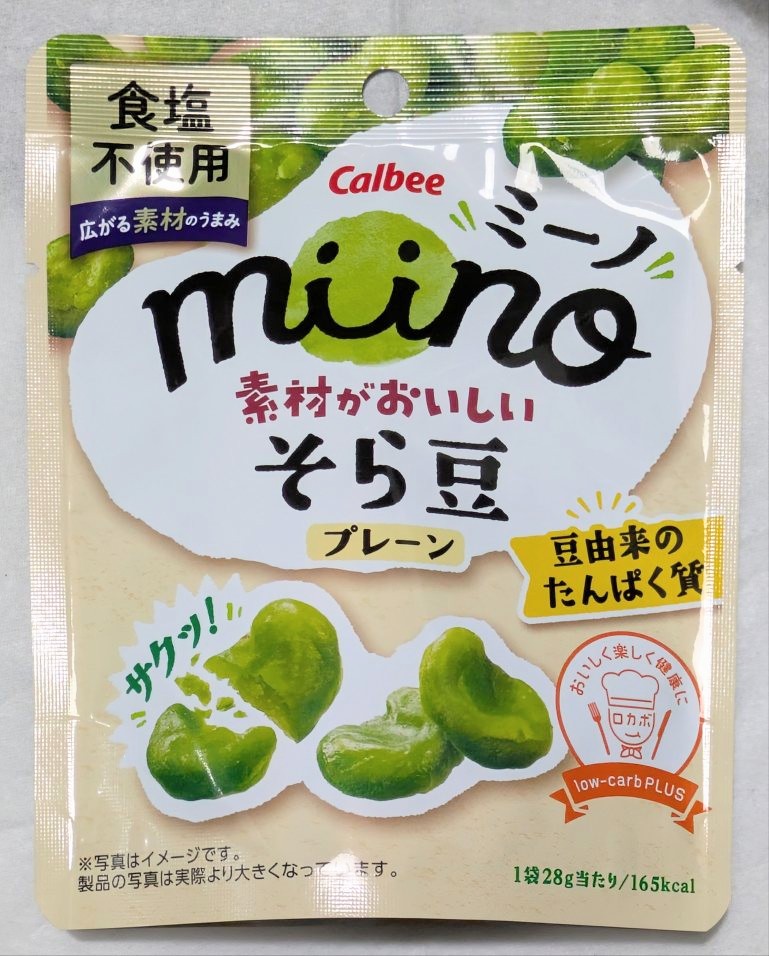 食塩
不使用
広がる素材のうまみ
Calbee
ミーノ
miino
素材がおいしい
そら豆
プレーン
豆由来の
たんぱく質
サクッ!
おいしく楽しく健康に
ロカボ
low-carbPLUS
※写真はイメージです。
製品の写真は実際より大きくなっています。
1袋28g当たり/165kcal